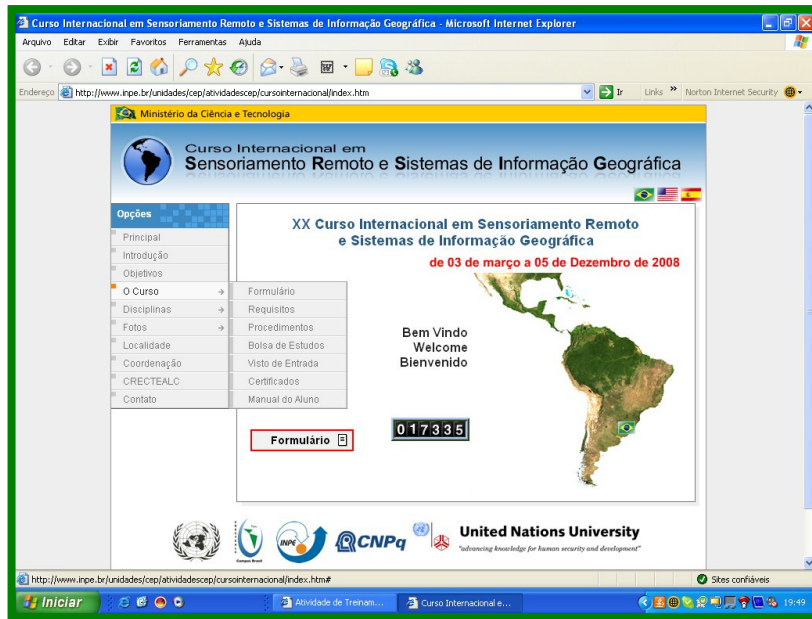 Curso Internacional em Sensoriamento Remoto e Sistemas de Informação Geográfica - Microsoft Internet Explorer
Arquivo Editar Exibir Favoritos Ferramentas Ajuda
Endereço http://www.inpe.br/unidades/cep/atividadescep/cursointernacional/index.htm Ir Links » Norton Internet Security
Ministério da Ciência e Tecnologia
Curso Internacional em
Sensoriamento Remoto e Sistemas de Informação Geográfica
Opções
Principal
Introdução
Objetivos
O Curso
Disciplinas
Fotos
Localidade
Coordenação
CRECTEALC
Contato
Formulário
Requisitos
Procedimentos
Bolsa de Estudos
Visto de Entrada
Certificados
Manual do Aluno
XX Curso Internacional em Sensoriamento Remoto
e Sistemas de Informação Geográfica
de 03 de março a 05 de Dezembro de 2008
Bem Vindo
Welcome
Bienvenido
017335
Formulário
Campus Brasil
INPE
CNPq
United Nations University
"advancing knowledge for human security and development"
http://www.inpe.br/unidades/cep/atividadescep/cursointernacional/index.htm# Sites confiáveis
Iniciar Atividade de Treinam... Curso Internacional e... 19:49